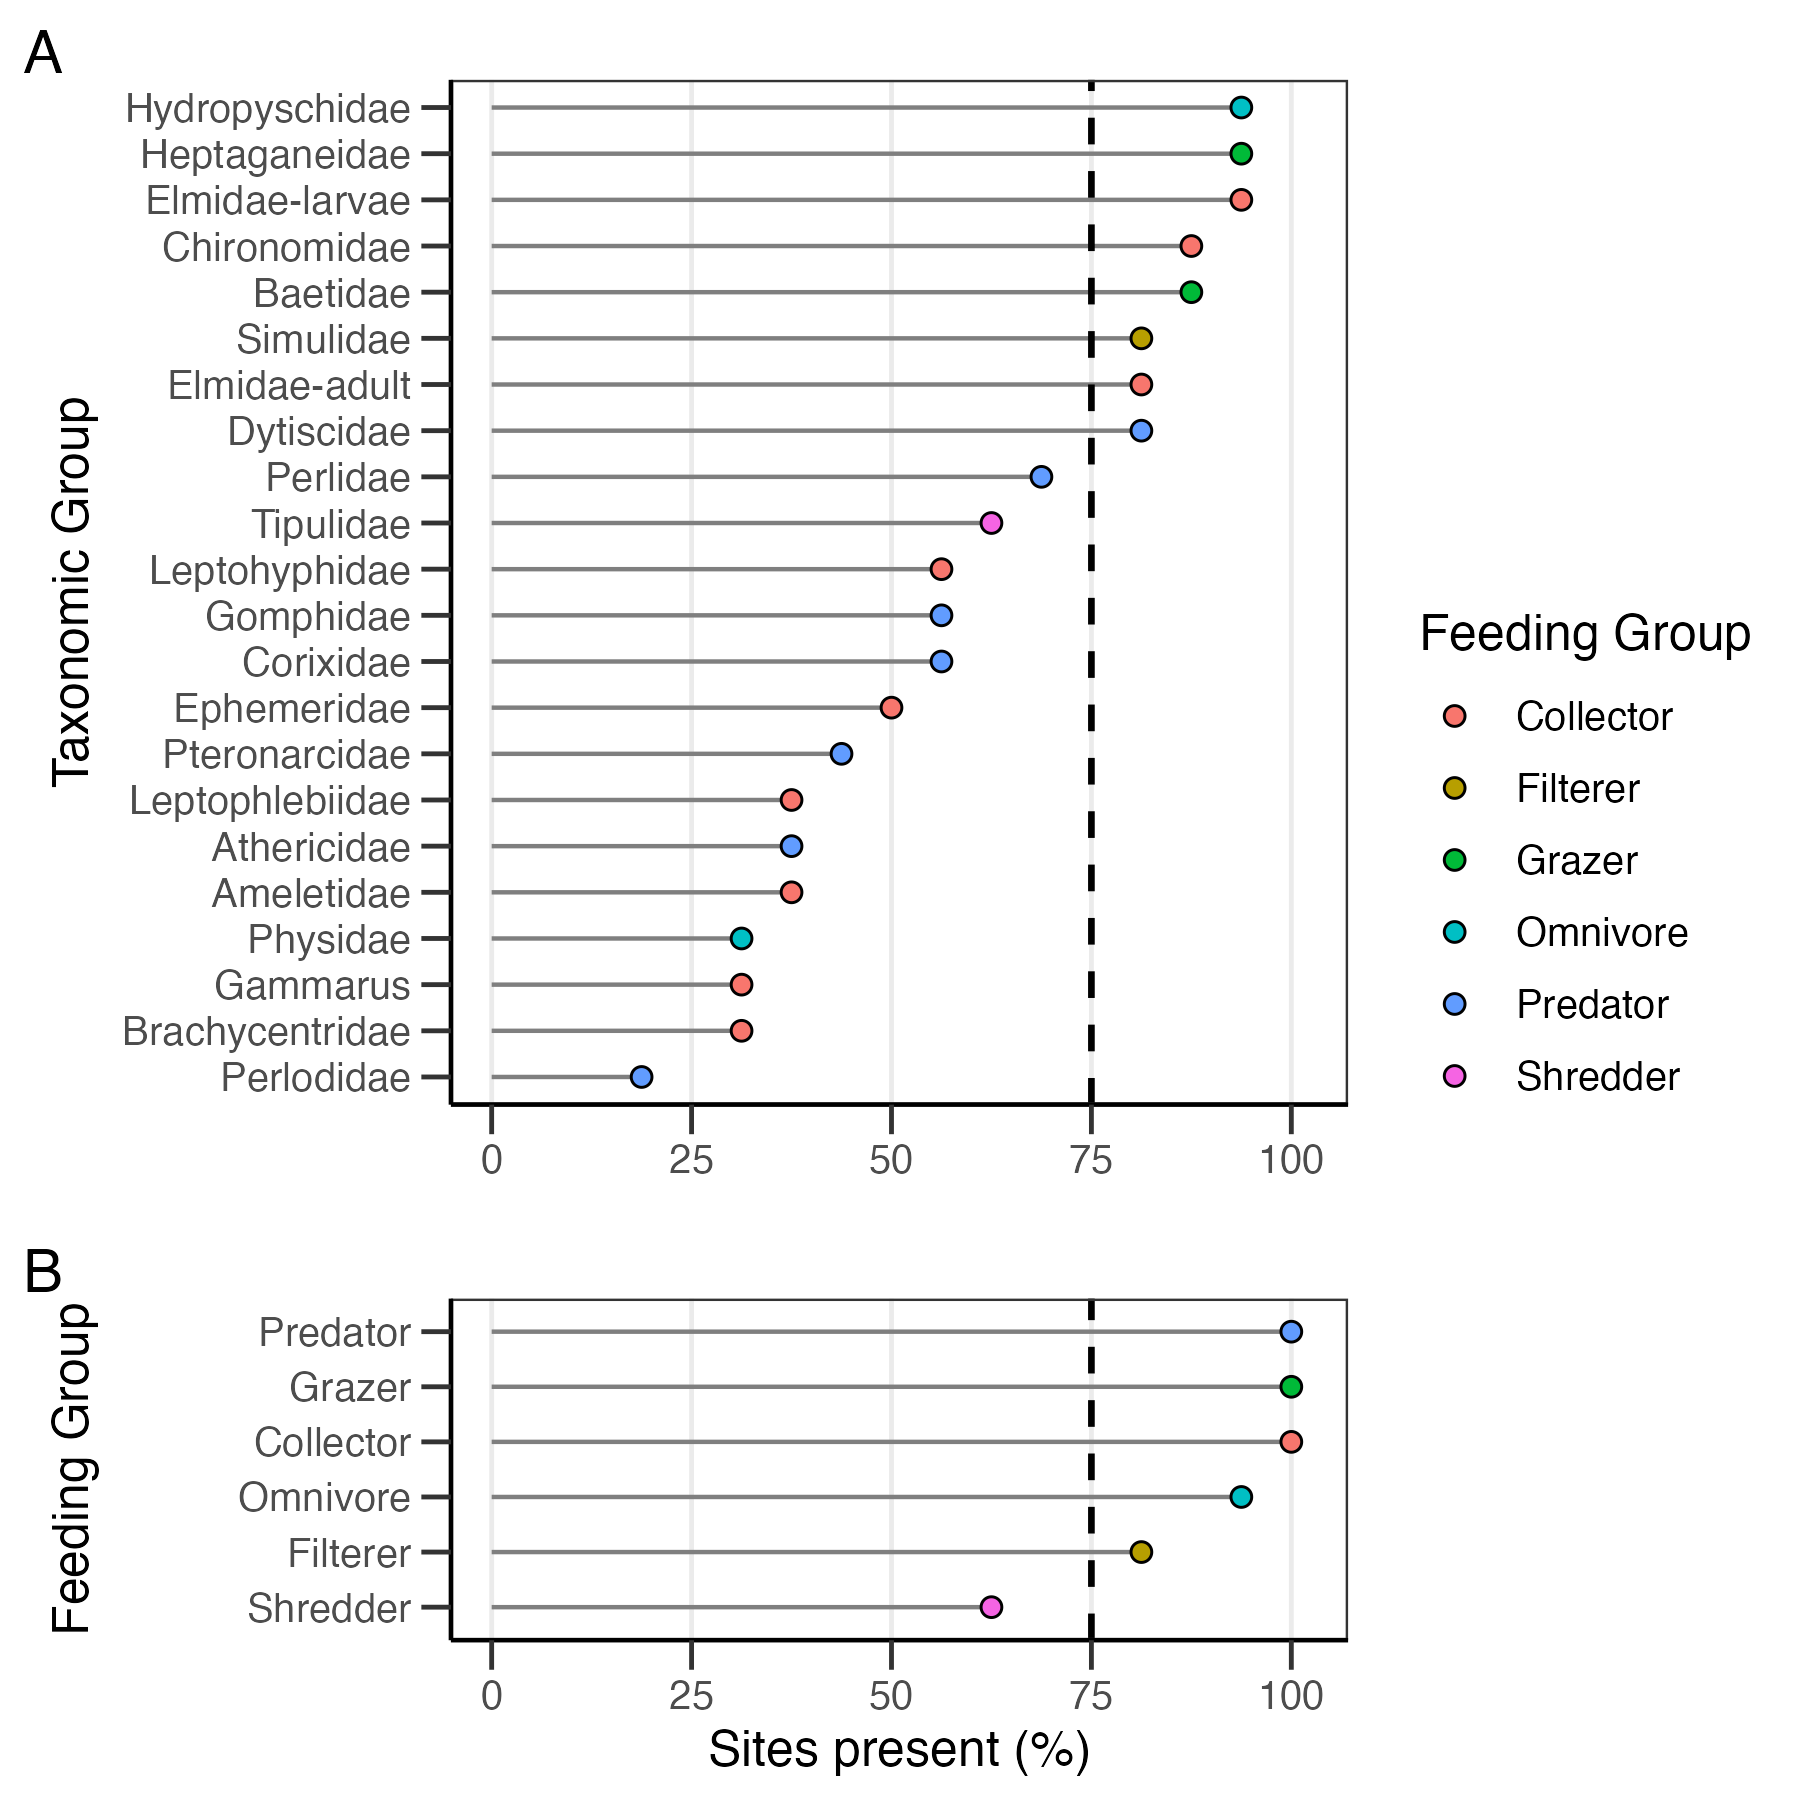 A
Taxonomic Group
Hydropyschidae
Heptaganeidae
Elmidae-larvae
Chironomidae
Baetidae
Simulidae
Elmidae-adult
Dytiscidae
Perlidae
Tipulidae
Leptohyphidae
Gomphidae
Corixidae
Ephemeridae
Pteronarcidae
Leptophlebiidae
Athericidae
Ameletidae
Physidae
Gammarus
Brachycentridae
Perlodidae
0 25 50 75 100
Feeding Group
Collector
Filterer
Grazer
Omnivore
Predator
Shredder
B
Feeding Group
Predator
Grazer
Collector
Omnivore
Filterer
Shredder
0 25 50 75 100
Sites present (%)